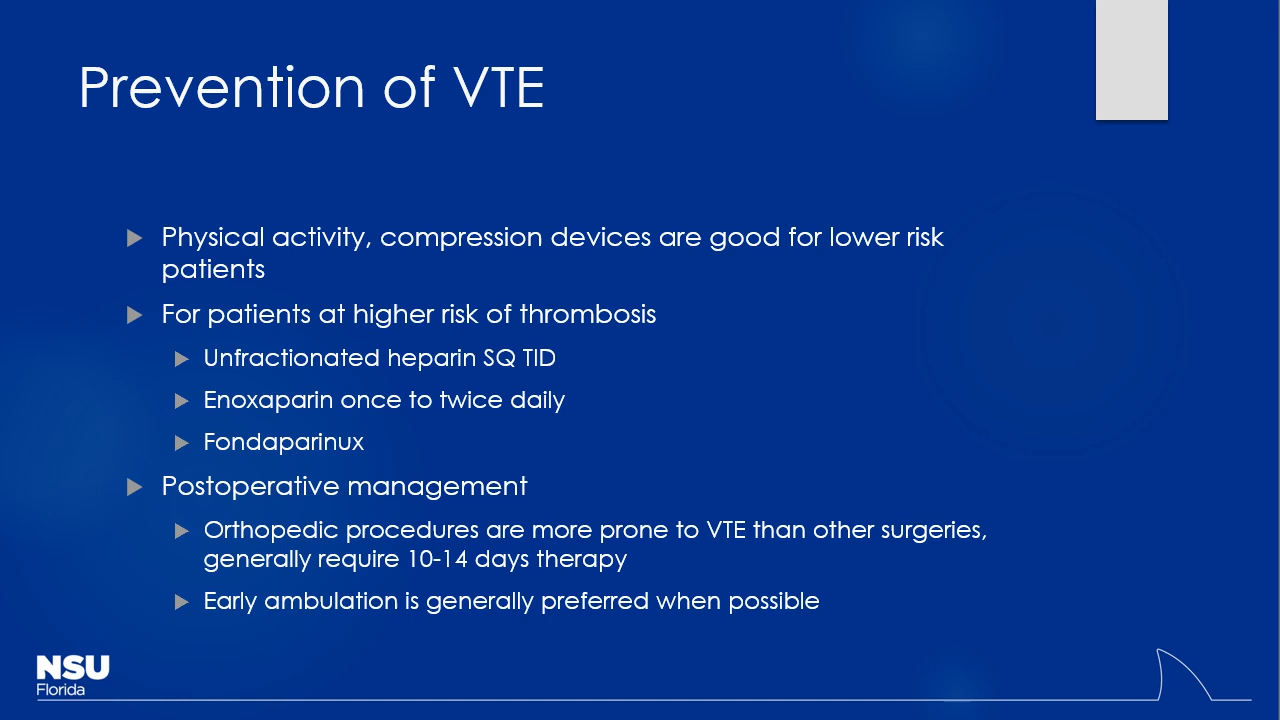 Prevention of VTE
Physical activity, compression devices are good for lower risk
patients
For patients at higher risk of thrombosis
Unfractionated heparin SQ TID
Enoxaparin once to twice daily
Fondaparinux
Postoperative management
Orthopedic procedures are more prone to VTE than other surgeries,
generally require 10-14 days therapy
Early ambulation is generally preferred when possible
NSU
Florida